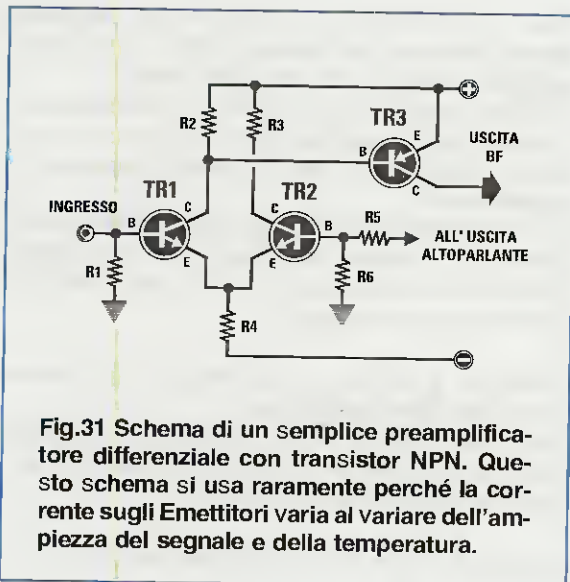 R2
R3
TR3
E
B
C
USCITA
BF
TR1
TR2
INGRESSO
B
C
E
C
E
B
R5
ALL'USCITA
ALTOPARLANTE
R1
R6
R4
Fig.31 Schema di un semplice preamplifica-
tore differenziale con transistor NPN. Que-
sto schema si usa raramente perché la cor-
rente sugli Emettitori varia al variare dell'am-
piezza del segnale e della temperatura.